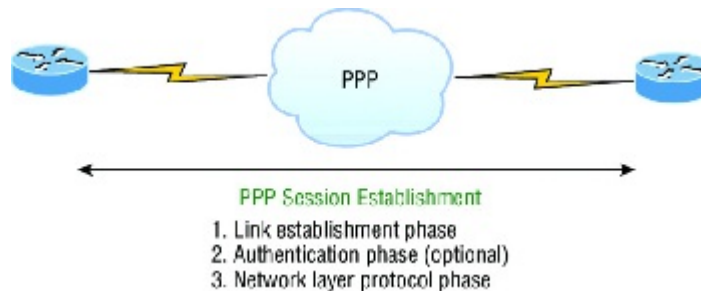 PPP
PPP Session Establishment
1. Link establishment phase
2. Authentication phase (optional)
3. Network layer protocol phase